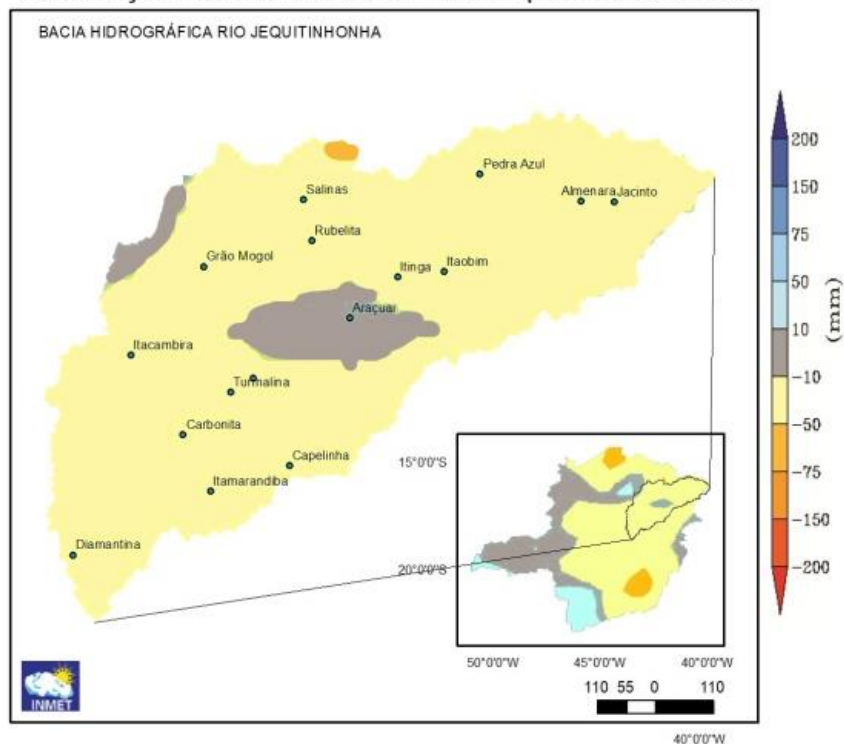 BACIA HIDROGRÁFICA RIO JEQUITINHONHA
Pedra Azul
Salinas
Almenara Jacinto
Rubelita
Grão Mogol
Itinga
Itaobim
Araçuai
Itacambira
Turmalina
Carbonita
Capelinha
Itamarandiba
Diamantina
200
150
75
50
10
-10
-50
-75
-150
-200
(mm)
15°0'0"S
20°0'0"S
50°0'0"W 45°0'0"W 40°0'0"W
110 55 0 110
40°0'0"W
INMET